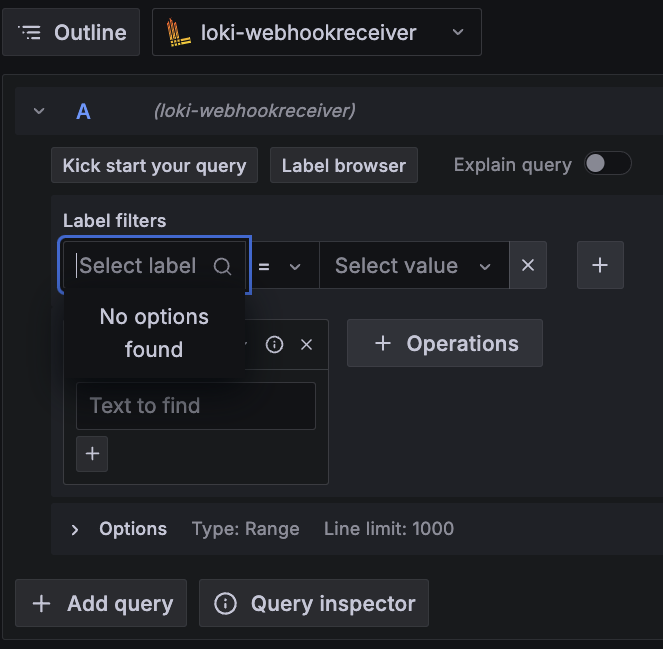 Outline
loki-webhookreceiver
A
(loki-webhookreceiver)
Kick start your query
Label browser
Explain query
Label filters
Select label
=
Select value
No options
found
Operations
Text to find
Options
Type: Range
Line limit: 1000
Add query
Query inspector